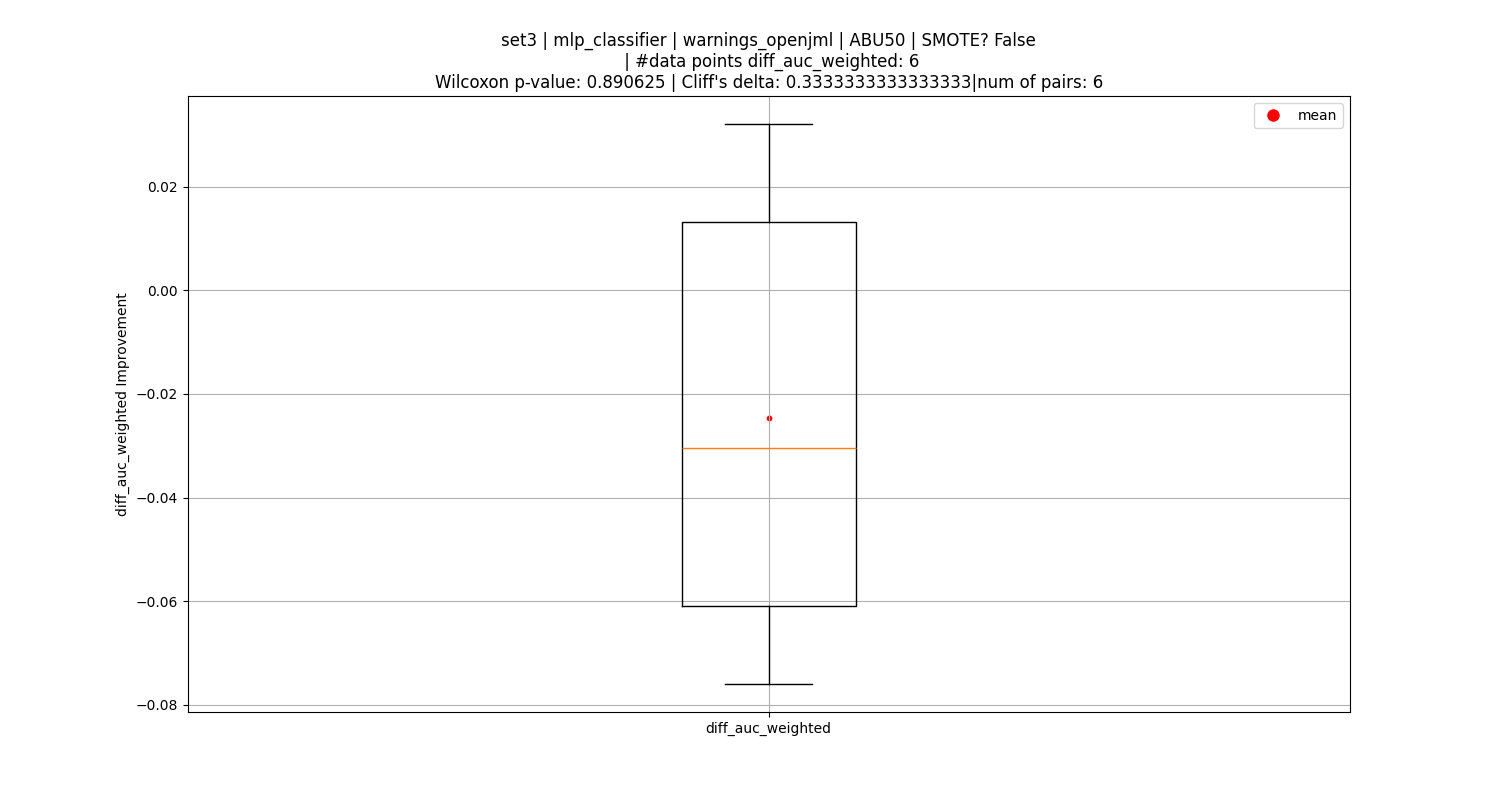 set3 | mlp_classifier | warnings_openjml | ABU50 | SMOTE? False
| #data points diff_auc_weighted: 6
Wilcoxon p-value: 0.890625 | Cliff's delta: 0.3333333333333333|num of pairs: 6
mean
0.02
0.00
−0.02
−0.04
−0.06
−0.08
diff_auc_weighted Improvement
diff_auc_weighted